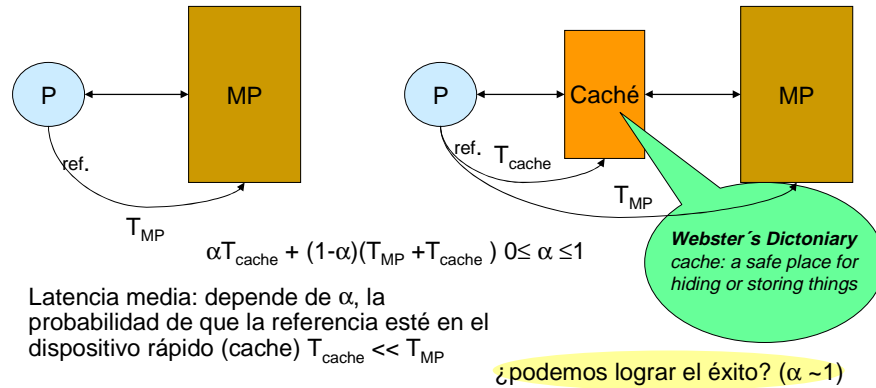 P
MP
ref.
T_MP
P
Caché
MP
ref.
T_cache
T_MP
αT_cache + (1-α)(T_MP +T_cache ) 0≤ α ≤1
Webster´s Dictoniary
cache: a safe place for
hiding or storing things
Latencia media: depende de α, la
probabilidad de que la referencia esté en el
dispositivo rápido (cache) T_cache << T_MP
¿podemos lograr el éxito? (α ~1)